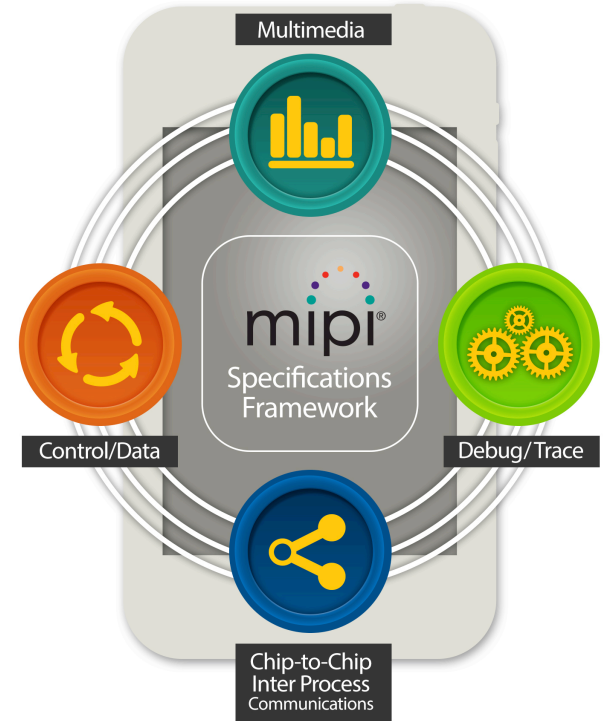 Multimedia
mipi®
Specifications
Framework
Control/Data
Debug/Trace
Chip-to-Chip
Inter Process
Communications